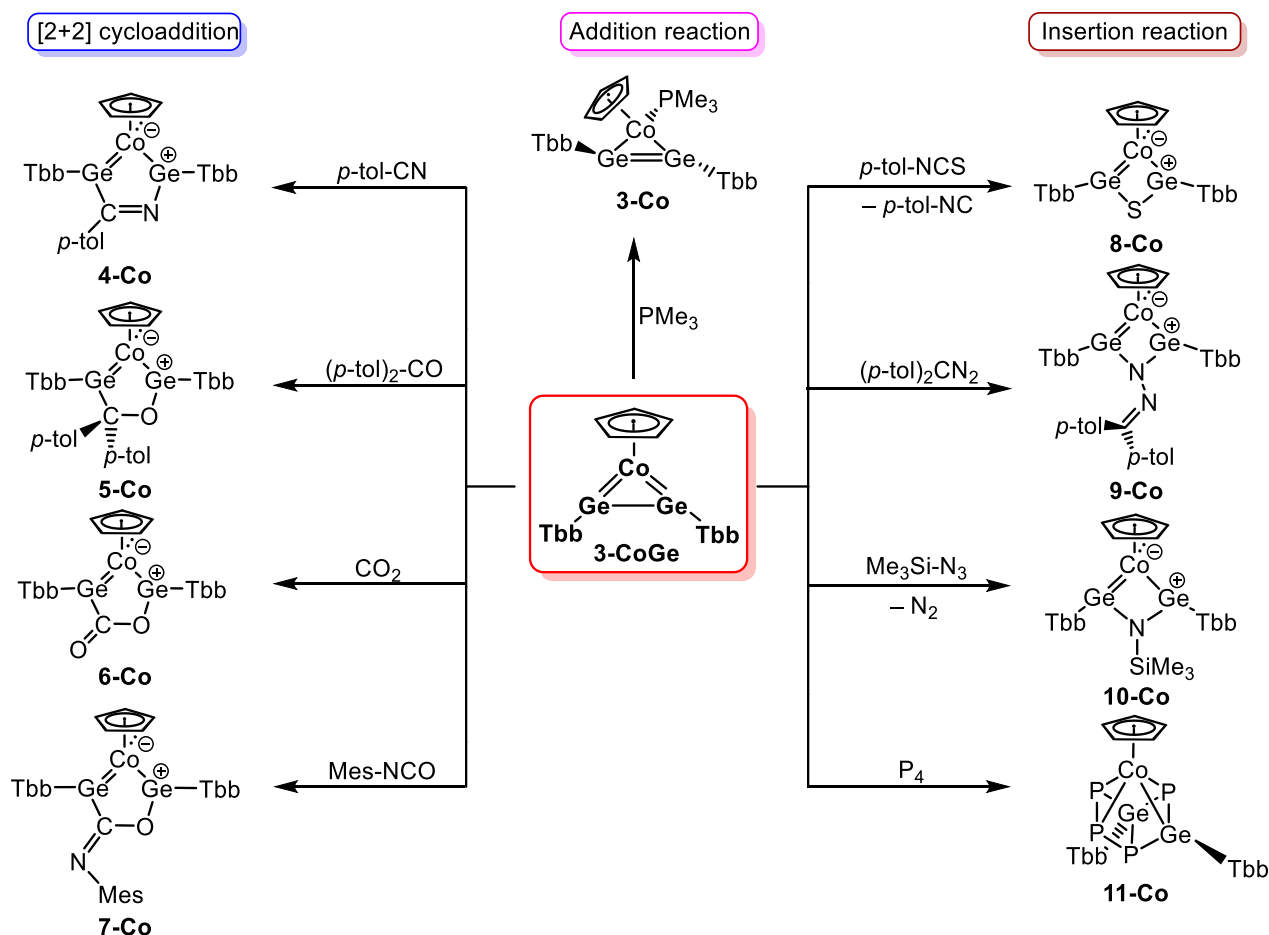 [2+2] cycloaddition
Addition reaction
Insertion reaction
Co
Tbb
Ge
Ge
Tbb
C
N
p-tol
4-Co
p-tol-CN
Co
PMe₃
Tbb
Ge
Ge
Tbb
3-Co
p-tol-NCS
– p-tol-NC
Co
Ge
Ge
Tbb
Tbb
S
8-Co
PMe₃
Co
Tbb
Ge
Ge
Tbb
C
O
p-tol
p-tol
5-Co
(p-tol)₂-CO
(p-tol)₂CN₂
Co
Ge
Ge
Tbb
Tbb
N
N
p-tol
p-tol
9-Co
Co
Ge
Ge
Tbb
Tbb
3-CoGe
Co
Tbb
Ge
Ge
Tbb
C
O
O
6-Co
CO₂
Me₃Si-N₃
– N₂
Co
Ge
Ge
Tbb
Tbb
N
SiMe₃
10-Co
Co
Tbb
Ge
Ge
Tbb
C
O
N
Mes
7-Co
Mes-NCO
P₄
Co
P
P
Ge
P
Ge
P
Tbb
Tbb
11-Co